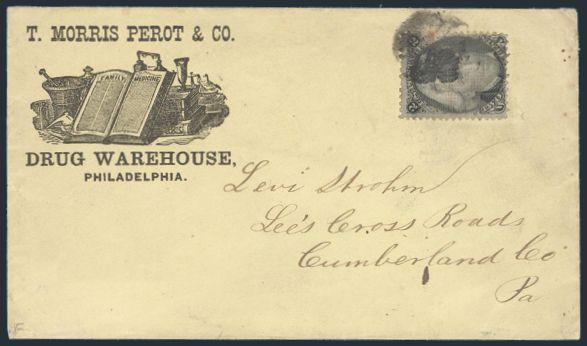 T. MORRIS PEROT & CO.
FAMILY MEDICINE
DRUG WAREHOUSE,
PHILADELPHIA.
Levi Strohm
Lee's Cross Roads
Cumberland Co
Pa